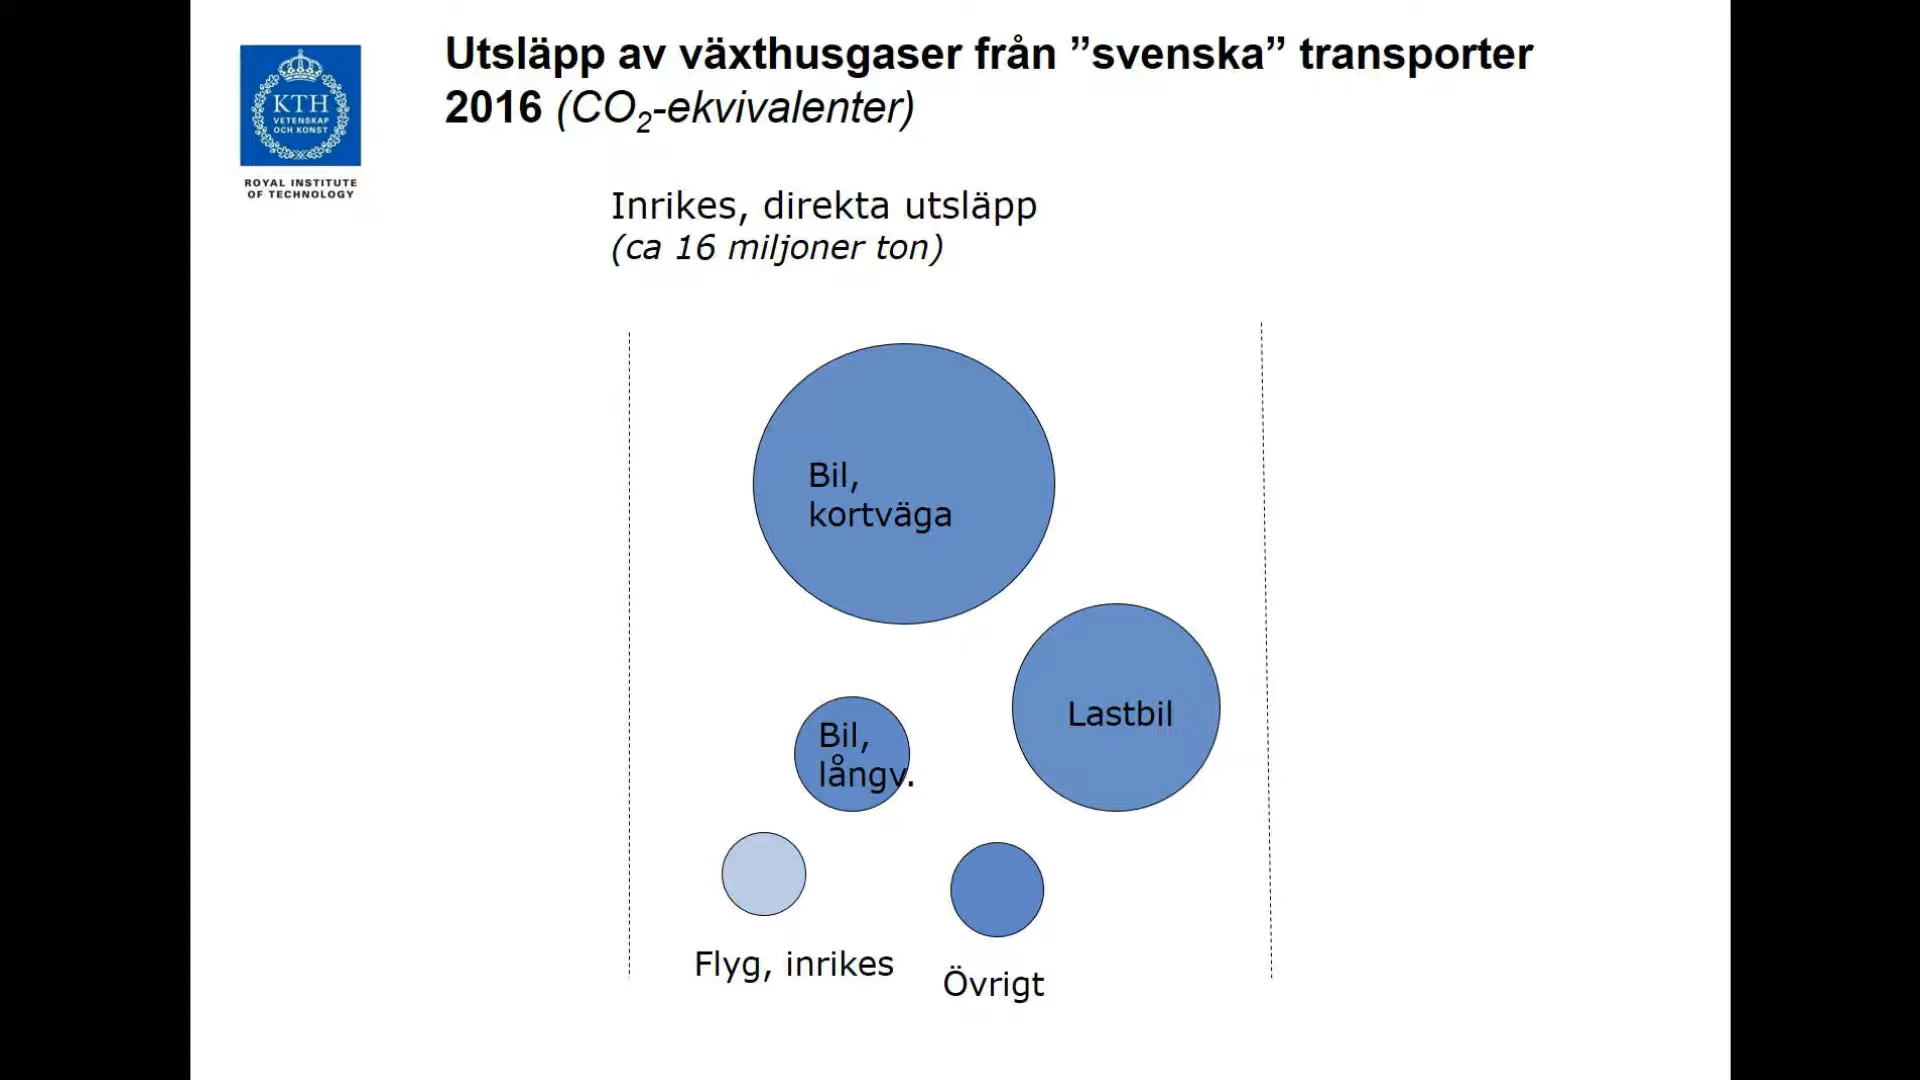 Utsläpp av växthusgaser från ”svenska” transporter
2016 (CO₂-ekvivalenter)
KTH
VETENSKAP
OCH KONST
ROYAL INSTITUTE
OF TECHNOLOGY
Inrikes, direkta utsläpp
(ca 16 miljoner ton)
Bil,
kortväga
Lastbil
Bil,
långv.
Flyg, inrikes
Övrigt